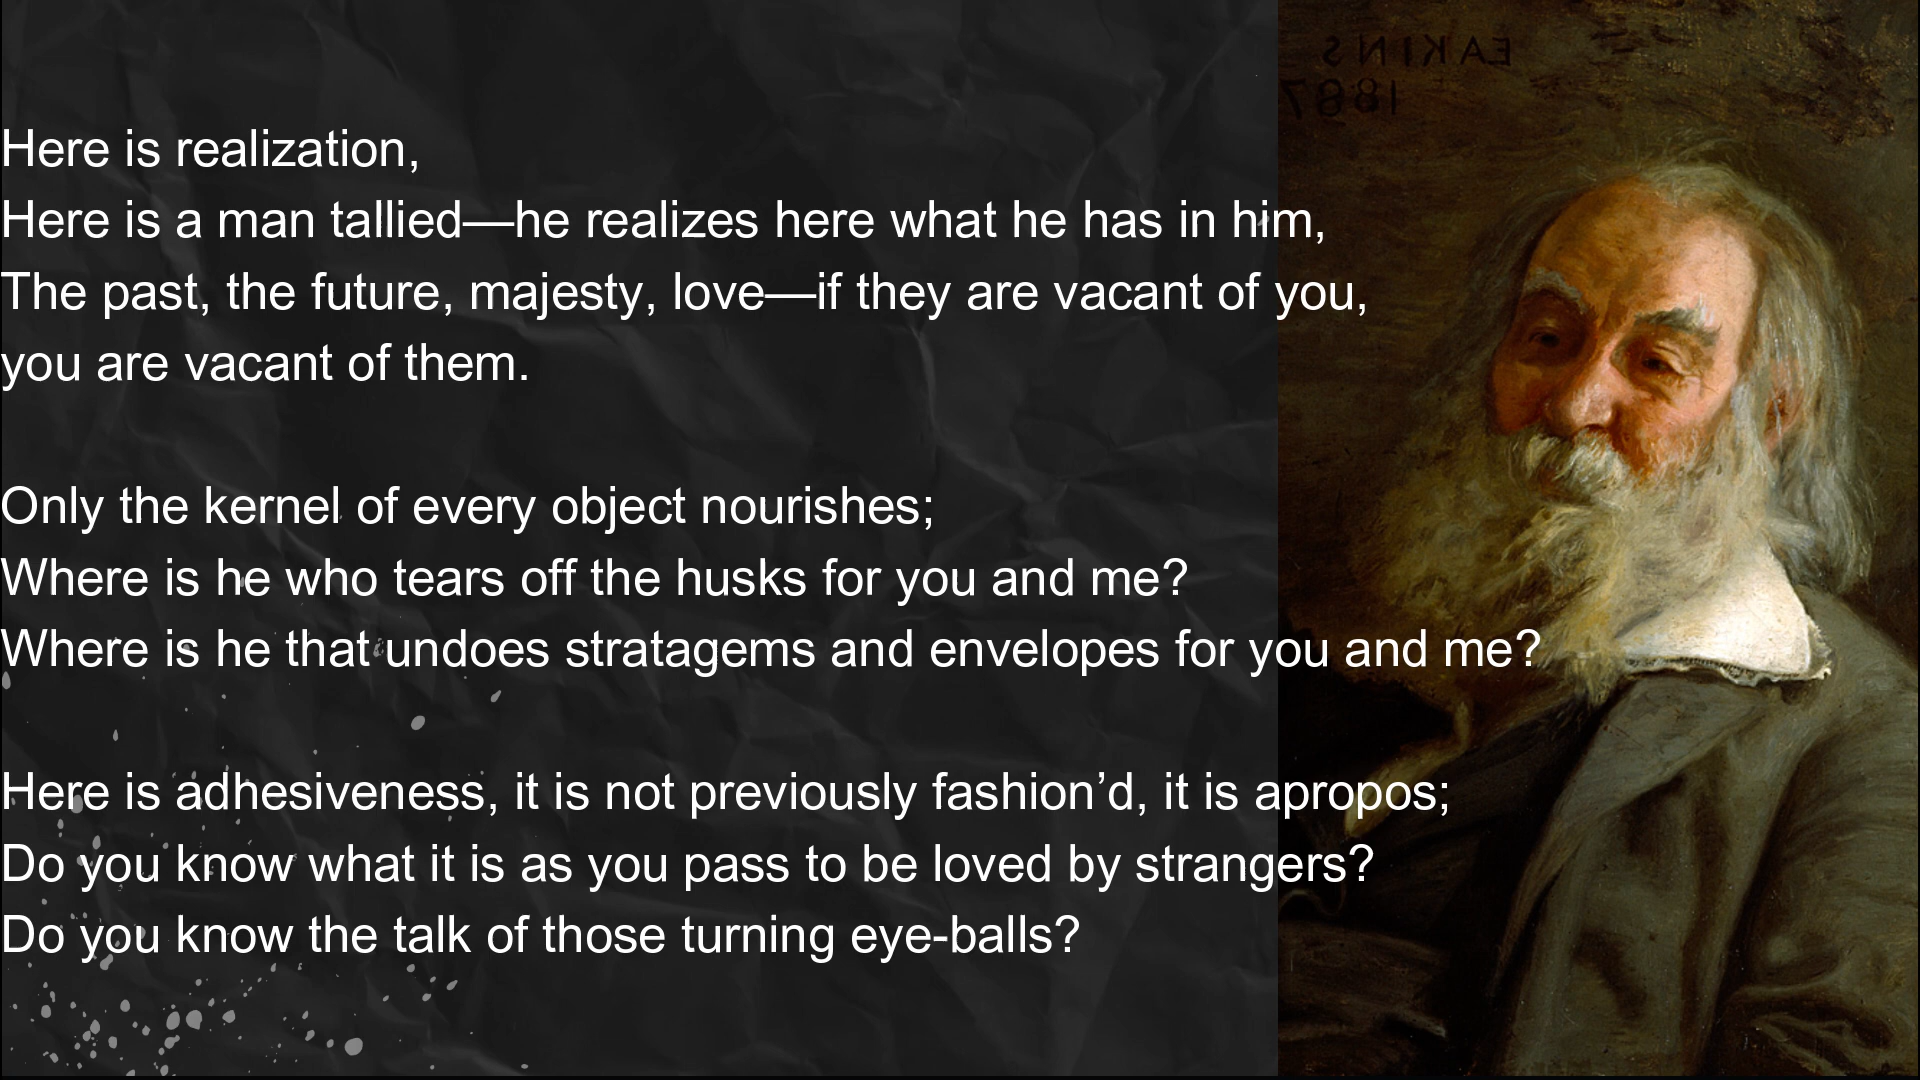 EAKINS
1887
Here is realization,
Here is a man tallied—he realizes here what he has in him,
The past, the future, majesty, love—if they are vacant of you,
you are vacant of them.
Only the kernel of every object nourishes;
Where is he who tears off the husks for you and me?
Where is he that undoes stratagems and envelopes for you and me?
Here is adhesiveness, it is not previously fashion’d, it is apropos;
Do you know what it is as you pass to be loved by strangers?
Do you know the talk of those turning eye-balls?